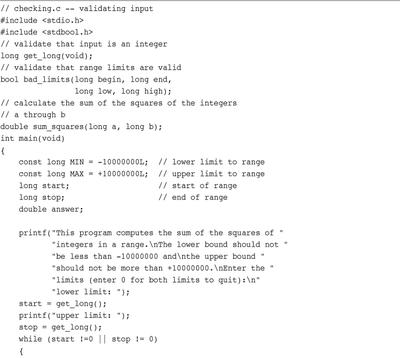 // checking.c -- validating input
#include <stdio.h>
#include <stdbool.h>
// validate that input is an integer
long get_long(void);
// validate that range limits are valid
bool bad_limits(long begin, long end,
                long low, long high);
// calculate the sum of the squares of the integers
// a through b
double sum_squares(long a, long b);
int main(void)
{
    const long MIN = -10000000L;  // lower limit to range
    const long MAX = +10000000L;  // upper limit to range
    long start;                   // start of range
    long stop;                    // end of range
    double answer;

    printf("This program computes the sum of the squares of "
           "integers in a range.\nThe lower bound should not "
           "be less than -10000000 and\nthe upper bound "
           "should not be more than +10000000.\nEnter the "
           "limits (enter 0 for both limits to quit):\n"
           "lower limit: ");
    start = get_long();
    printf("upper limit: ");
    stop = get_long();
    while (start !=0 || stop != 0)
    {